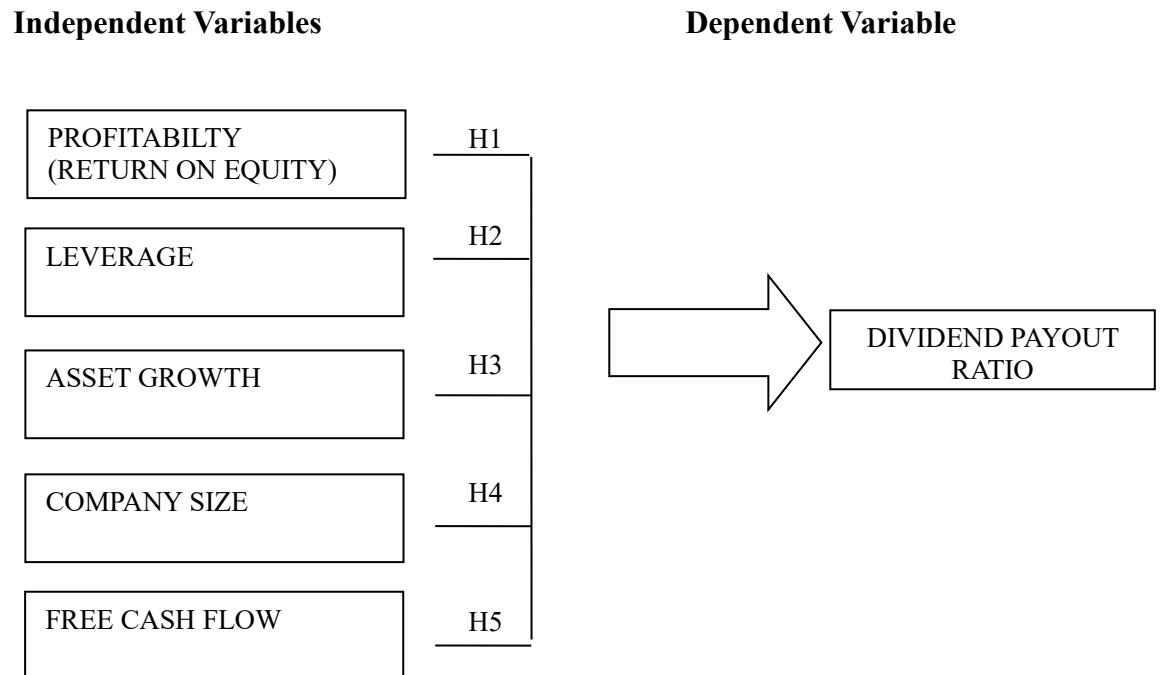 Independent Variables
Dependent Variable
PROFITABILTY
(RETURN ON EQUITY)
H1
LEVERAGE
H2
ASSET GROWTH
H3
COMPANY SIZE
H4
FREE CASH FLOW
H5
DIVIDEND PAYOUT
RATIO